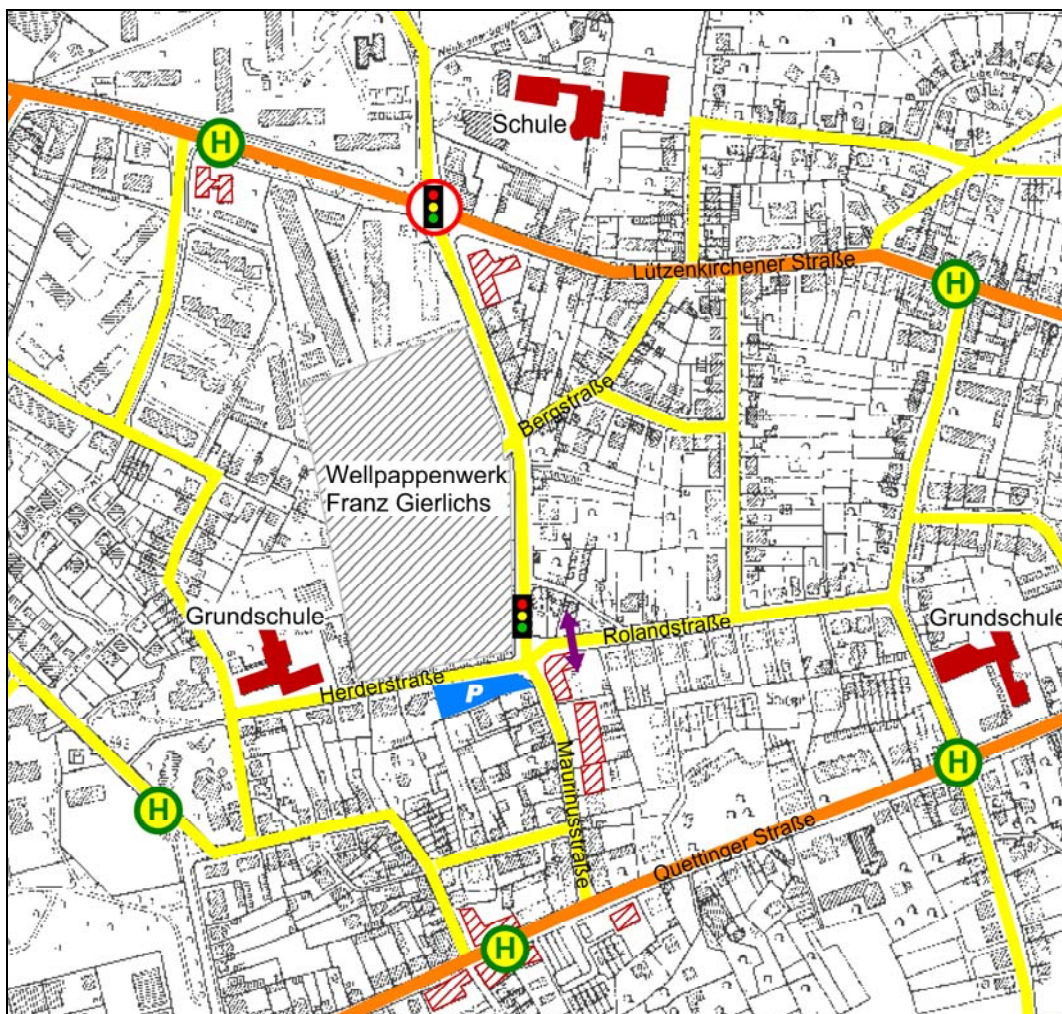 H
Schule
Lützenkirchener Straße
H
Bergstraße
Wellpappenwerk
Franz Gierlichs
Grundschule
Rolandstraße
Grundschule
Herderstraße
P
Maurinusstraße
H
H
Quettinger Straße
H